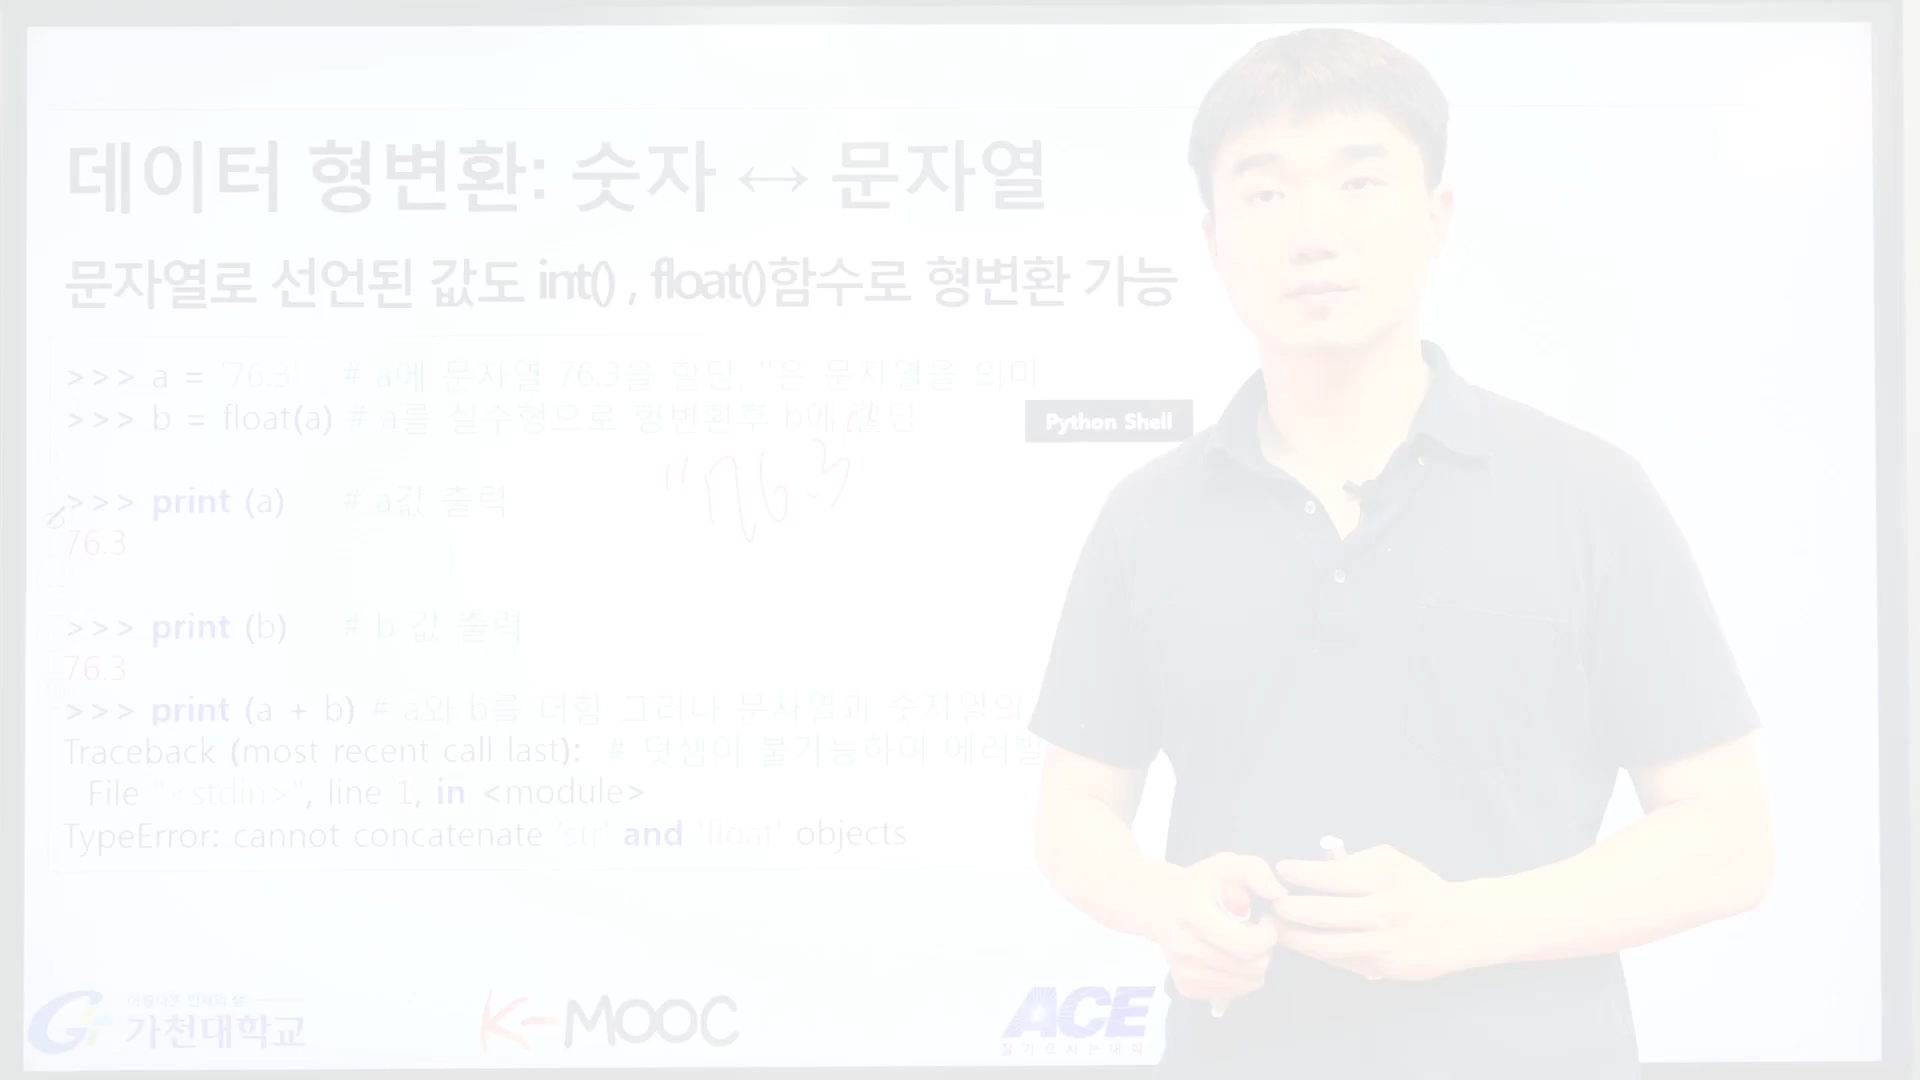 데이터 형변환: 숫자 ↔ 문자열
문자열로 선언된 값도 int() , float()함수로 형변환 가능
>>> a = '76.3' # a에 문자열 76.3을 할당, ''은 문자열을 의미
>>> b = float(a) # a를 실수형으로 형변환후 b에 할당
Python Shell
"76.3"
>>> print (a) # a값 출력
76.3
>>> print (b) # b 값 출력
76.3
>>> print (a + b) # a와 b를 더함 그러나 문자열과 숫자열의
Traceback (most recent call last): # 덧셈이 불가능하여 에러발
File "<stdin>", line 1, in <module>
TypeError: cannot concatenate 'str' and 'float' objects
가천대학교
K-MOOC
ACE
잘 가르치는 대학